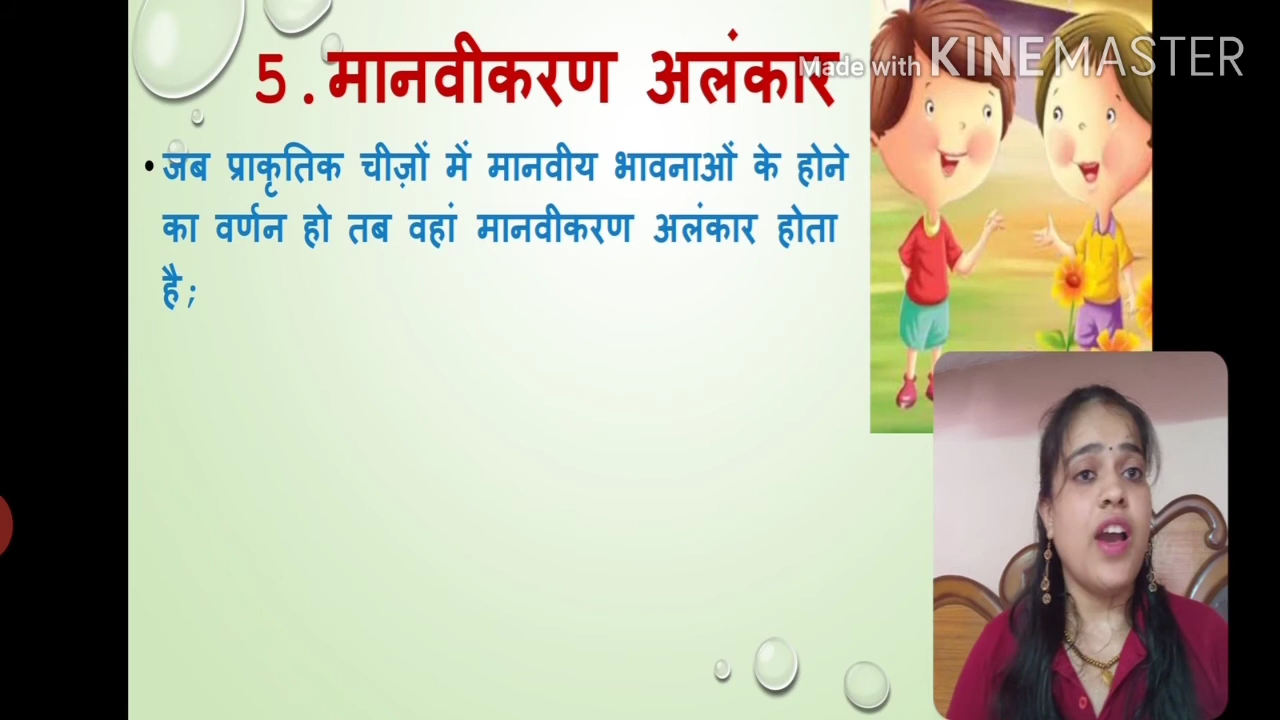 5.मानवीकरण अलंकार
Made with KINEMASTER
• जब प्राकृतिक चीज़ों में मानवीय भावनाओं के होने
का वर्णन हो तब वहां मानवीकरण अलंकार होता
है;